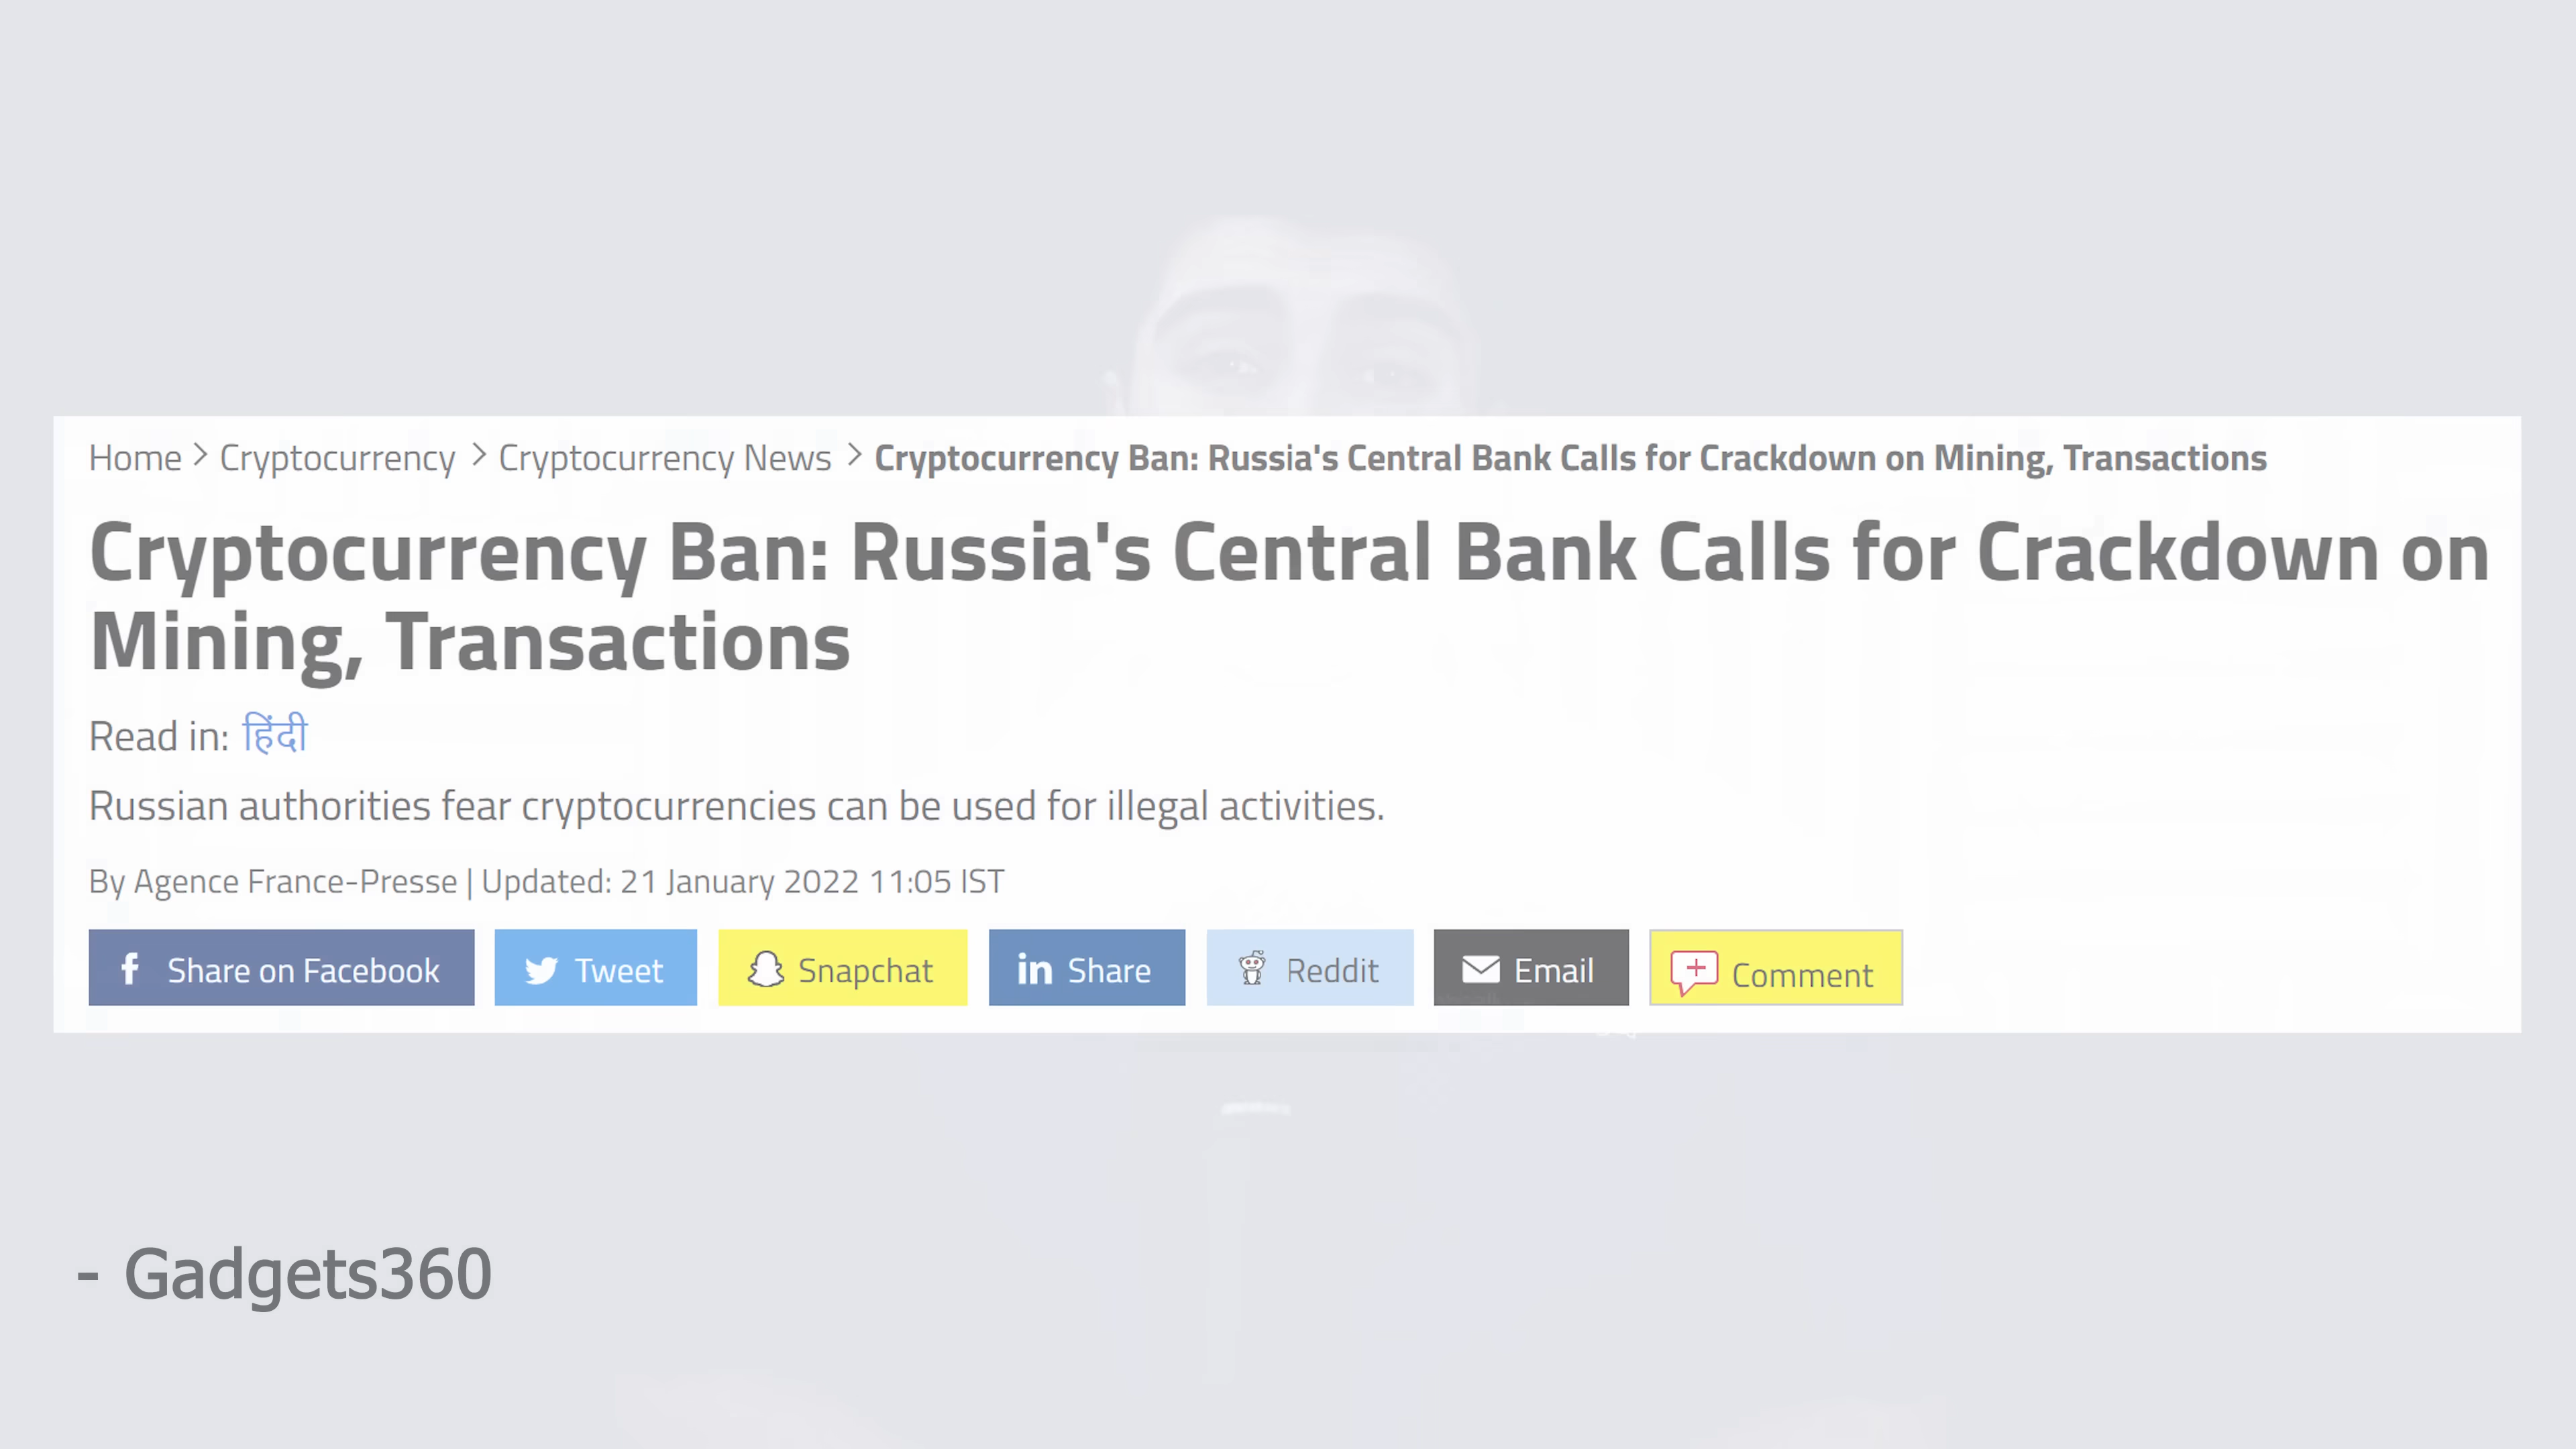 Home > Cryptocurrency > Cryptocurrency News > Cryptocurrency Ban: Russia's Central Bank Calls for Crackdown on Mining, Transactions
Cryptocurrency Ban: Russia's Central Bank Calls for Crackdown on
Mining, Transactions
Read in: हिंदी
Russian authorities fear cryptocurrencies can be used for illegal activities.
By Agence France-Presse | Updated: 21 January 2022 11:05 IST
Share on Facebook Tweet Snapchat in Share Reddit Email Comment
- Gadgets360